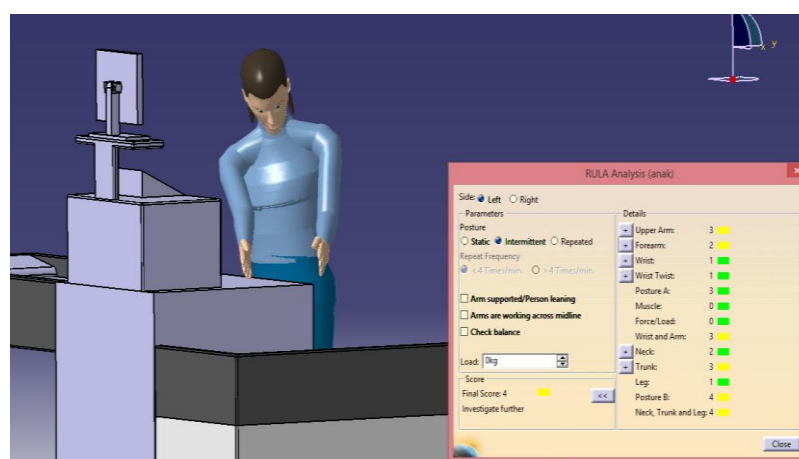 RULA Analysis (anak)
x
Side: Left Right
Parameters
Posture
Static Intermittent Repeated
Repeat Frequency
< 4 Times/min. > 4 Times/min.
Arm supported/Person leaning
Arms are working across midline
Check balance
Load: 0kg
Score
Final Score: 4
<<
Investigate further
Details
+ Upper Arm: 3
+ Forearm: 2
+ Wrist: 1
+ Wrist Twist: 1
Posture A: 3
Muscle: 0
Force/Load: 0
Wrist and Arm: 3
+ Neck: 2
+ Trunk: 3
Leg: 1
Posture B: 4
Neck, Trunk and Leg: 4
Close
x y